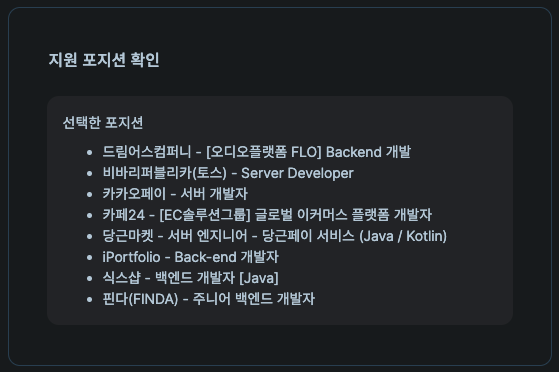 지원 포지션 확인
선택한 포지션
• 드림어스컴퍼니 - [오디오플랫폼 FLO] Backend 개발
• 비바리퍼블리카(토스) - Server Developer
• 카카오페이 - 서버 개발자
• 카페24 - [EC솔루션그룹] 글로벌 이커머스 플랫폼 개발자
• 당근마켓 - 서버 엔지니어 - 당근페이 서비스 (Java / Kotlin)
• iPortfolio - Back-end 개발자
• 식스샵 - 백엔드 개발자 [Java]
• 핀다(FINDA) - 주니어 백엔드 개발자